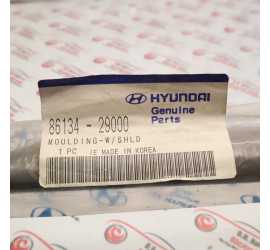 HYUNDAI
Genuine
Parts
86134 - 29000
MOULDING-W/SHLD
1 PC
MADE IN KOREA